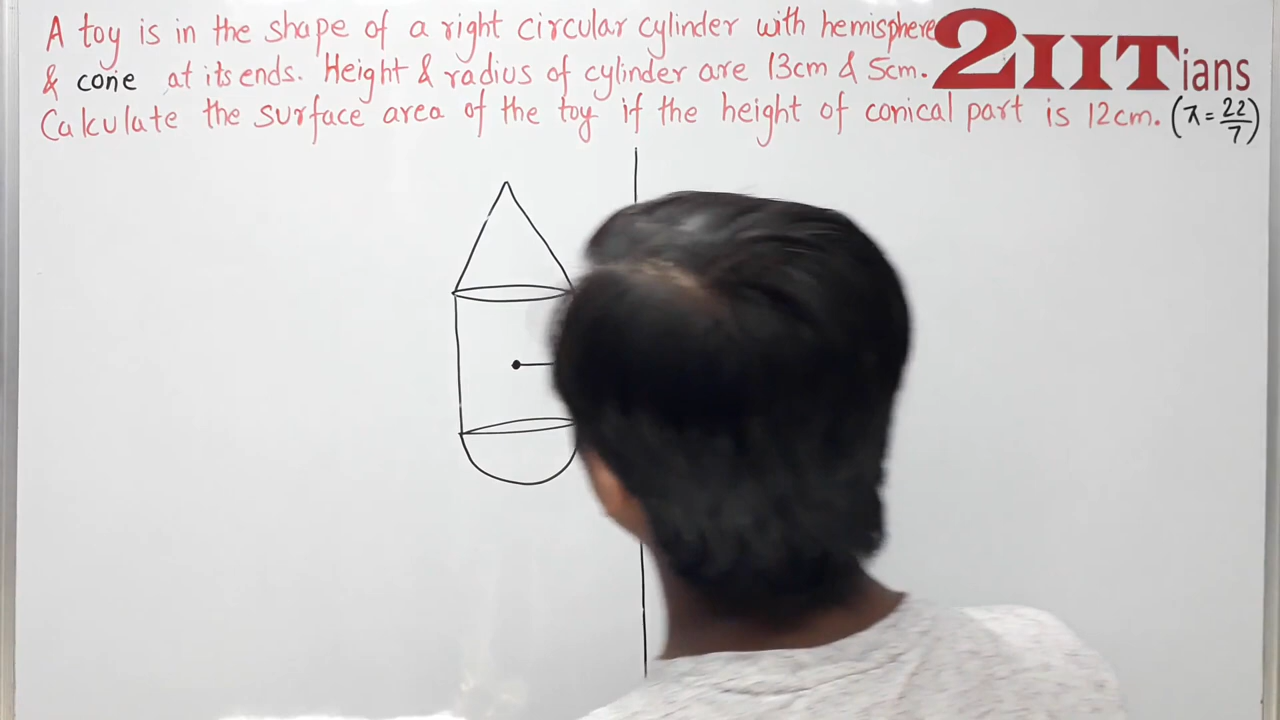 A toy is in the shape of a right circular cylinder with hemisphere
& cone at its ends. Height & radius of cylinder are 13cm & 5cm.
Calculate the surface area of the toy if the height of conical part is 12cm. (π = 22/7)
2IITians